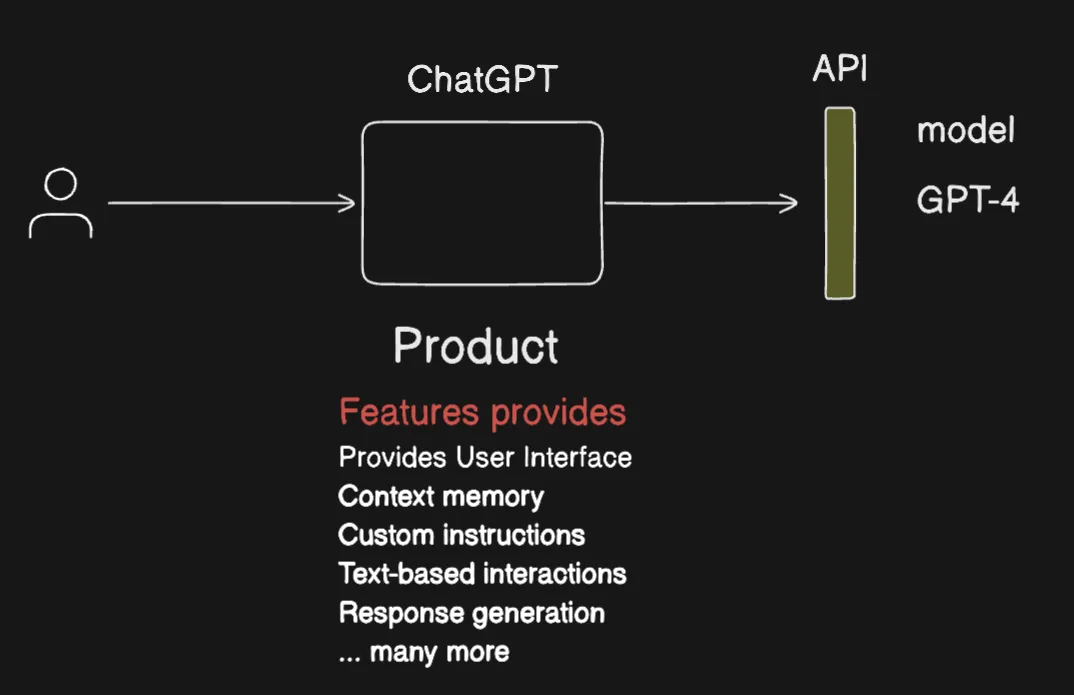 ChatGPT
API
model
GPT-4
Product
Features provides
Provides User Interface
Context memory
Custom instructions
Text-based interactions
Response generation
... many more